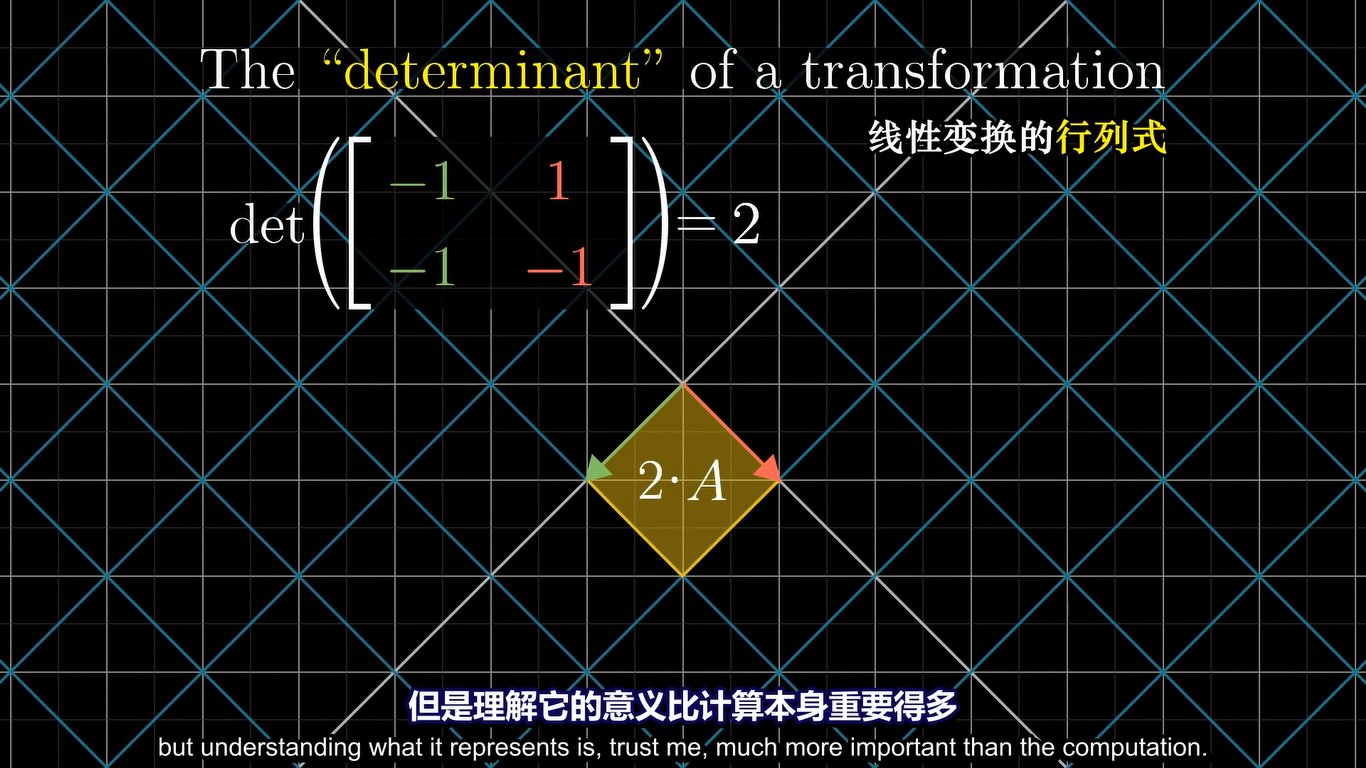 The “determinant” of a transformation
线性变换的行列式
det([−1 1
−1 −1]) = 2
2·A
但是理解它的意义比计算本身重要得多
but understanding what it represents is, trust me, much more important than the computation.